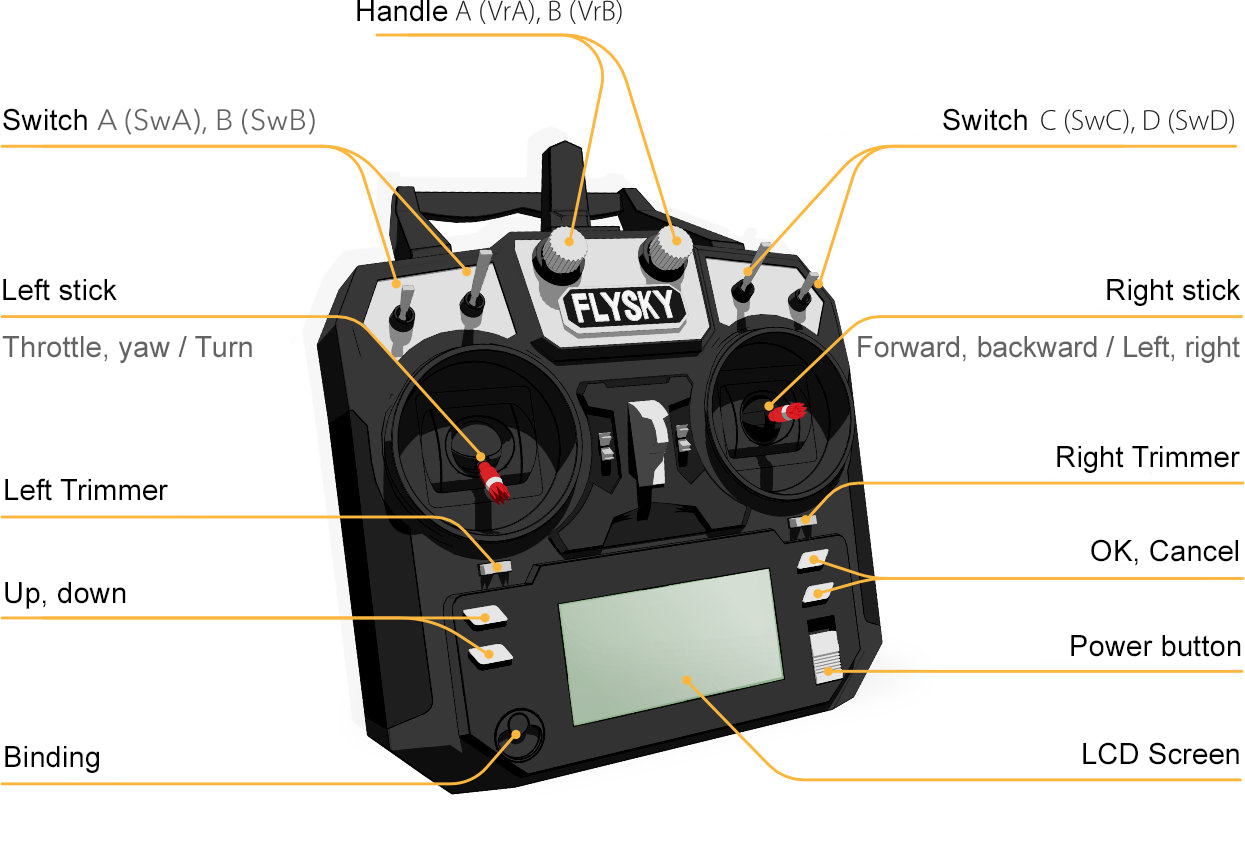 Handle A (VrA), B (VrB)
Switch A (SwA), B (SwB)
Switch C (SwC), D (SwD)
Left stick
Throttle, yaw / Turn
FLYSKY
Right stick
Forward, backward / Left, right
Left Trimmer
Right Trimmer
Up, down
OK, Cancel
Power button
Binding
LCD Screen